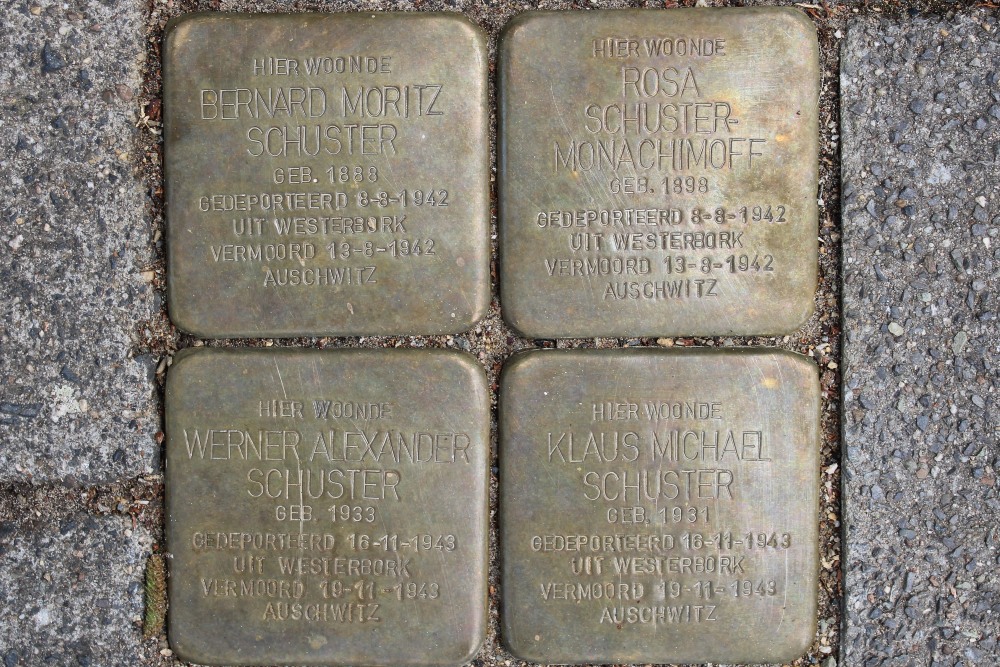 HIER WOONDE
BERNARD MORITZ
SCHUSTER
GEB. 1888
GEDEPORTEERD 8-8-1942
UIT WESTERBORK
VERMOORD 13-8-1942
AUSCHWITZ
HIER WOONDE
ROSA
SCHUSTER-
MONACHIMOFF
GEB. 1898
GEDEPORTEERD 8-8-1942
UIT WESTERBORK
VERMOORD 13-8-1942
AUSCHWITZ
HIER WOONDE
WERNER ALEXANDER
SCHUSTER
GEB. 1933
GEDEPORTEERD 16-11-1943
UIT WESTERBORK
VERMOORD 19-11-1943
AUSCHWITZ
HIER WOONDE
KLAUS MICHAEL
SCHUSTER
GEB. 1931
GEDEPORTEERD 16-11-1943
UIT WESTERBORK
VERMOORD 19-11-1943
AUSCHWITZ